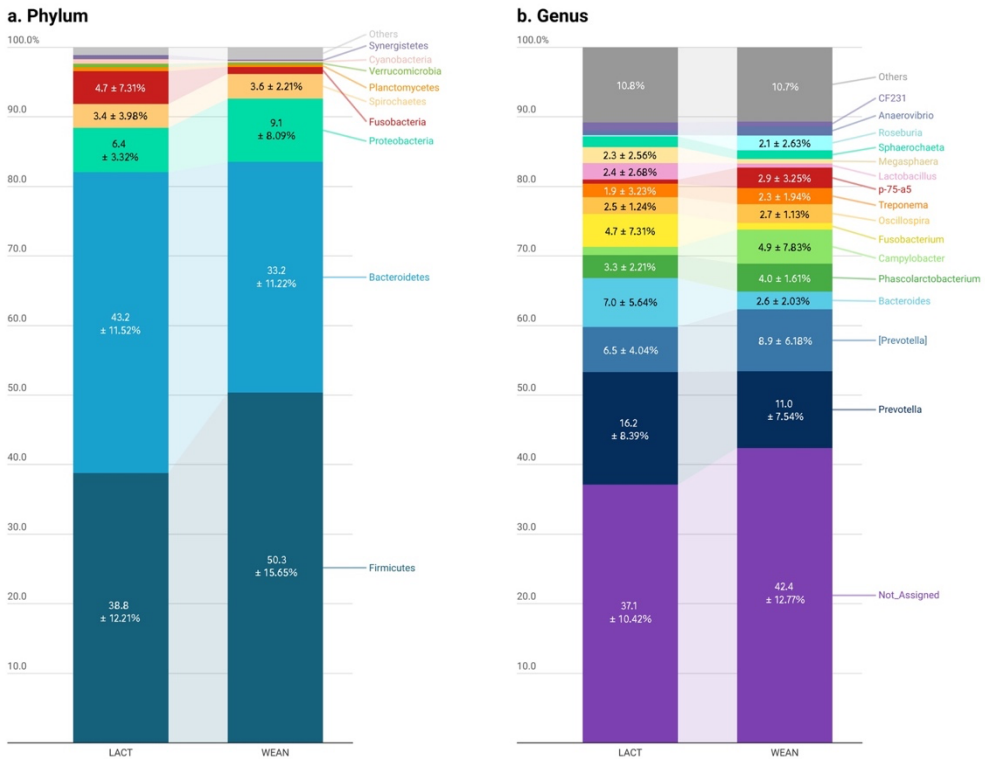 a. Phylum
100.0%
90.0
80.0
70.0
60.0
50.0
40.0
30.0
20.0
10.0
4.7 ± 7.31%
3.4 ± 3.98%
6.4
± 3.32%
43.2
± 11.52%
38.8
± 12.21%
3.6 ± 2.21%
9.1
± 8.09%
33.2
± 11.22%
50.3
± 15.65%
Others
Synergistetes
Cyanobacteria
Verrucomicrobia
Planctomycetes
Spirochaetes
Fusobacteria
Proteobacteria
Bacteroidetes
Firmicutes
LACT
WEAN
b. Genus
100.0%
90.0
80.0
70.0
60.0
50.0
40.0
30.0
20.0
10.0
10.8%
2.3 ± 2.56%
2.4 ± 2.68%
1.9 ± 3.23%
2.5 ± 1.24%
4.7 ± 7.31%
3.3 ± 2.21%
7.0 ± 5.64%
6.5 ± 4.04%
16.2
± 8.39%
37.1
± 10.42%
10.7%
2.1 ± 2.63%
2.9 ± 3.25%
2.3 ± 1.94%
2.7 ± 1.13%
4.9 ± 7.83%
4.0 ± 1.61%
2.6 ± 2.03%
8.9 ± 6.18%
11.0
± 7.54%
42.4
± 12.77%
Others
CF231
Anaerovibrio
Roseburia
Sphaerochaeta
Megasphaera
Lactobacillus
p-75-a5
Treponema
Oscillospira
Fusobacterium
Campylobacter
Phascolarctobacterium
Bacteroides
[Prevotella]
Prevotella
Not_Assigned
LACT
WEAN